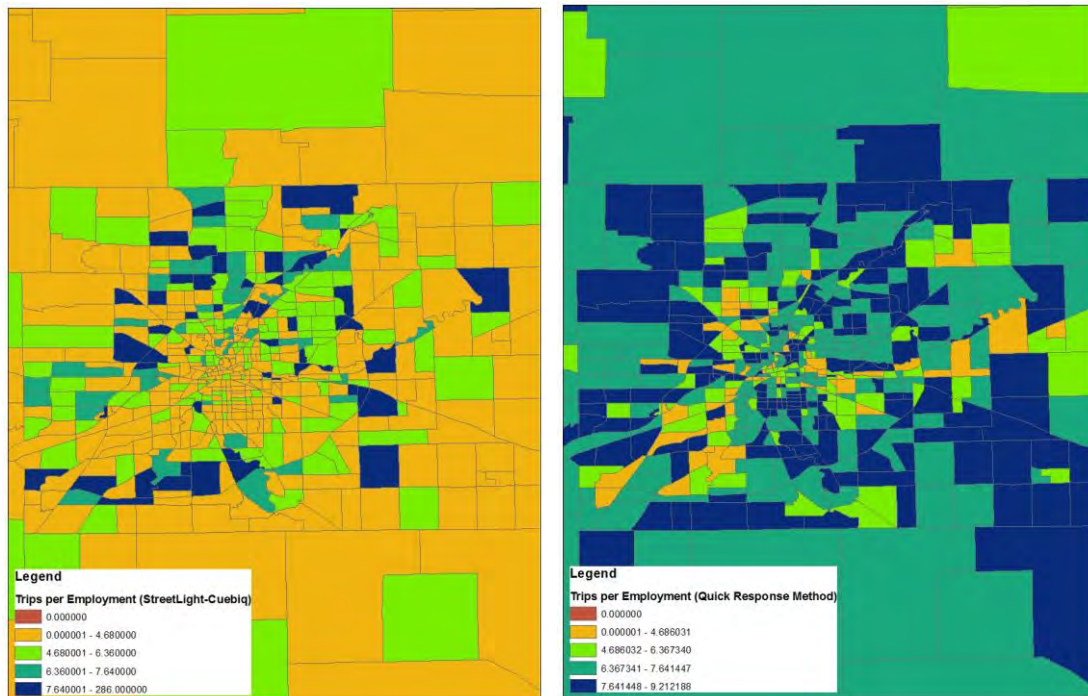 Legend
Trips per Employment (StreetLight-Cuebiq)
0.000000
0.000001 - 4.680000
4.680001 - 6.360000
6.360001 - 7.640000
7.640001 - 286.000000
Legend
Trips per Employment (Quick Response Method)
0.000000
0.000001 - 4.686031
4.686032 - 6.367340
6.367341 - 7.641447
7.641448 - 9.212188